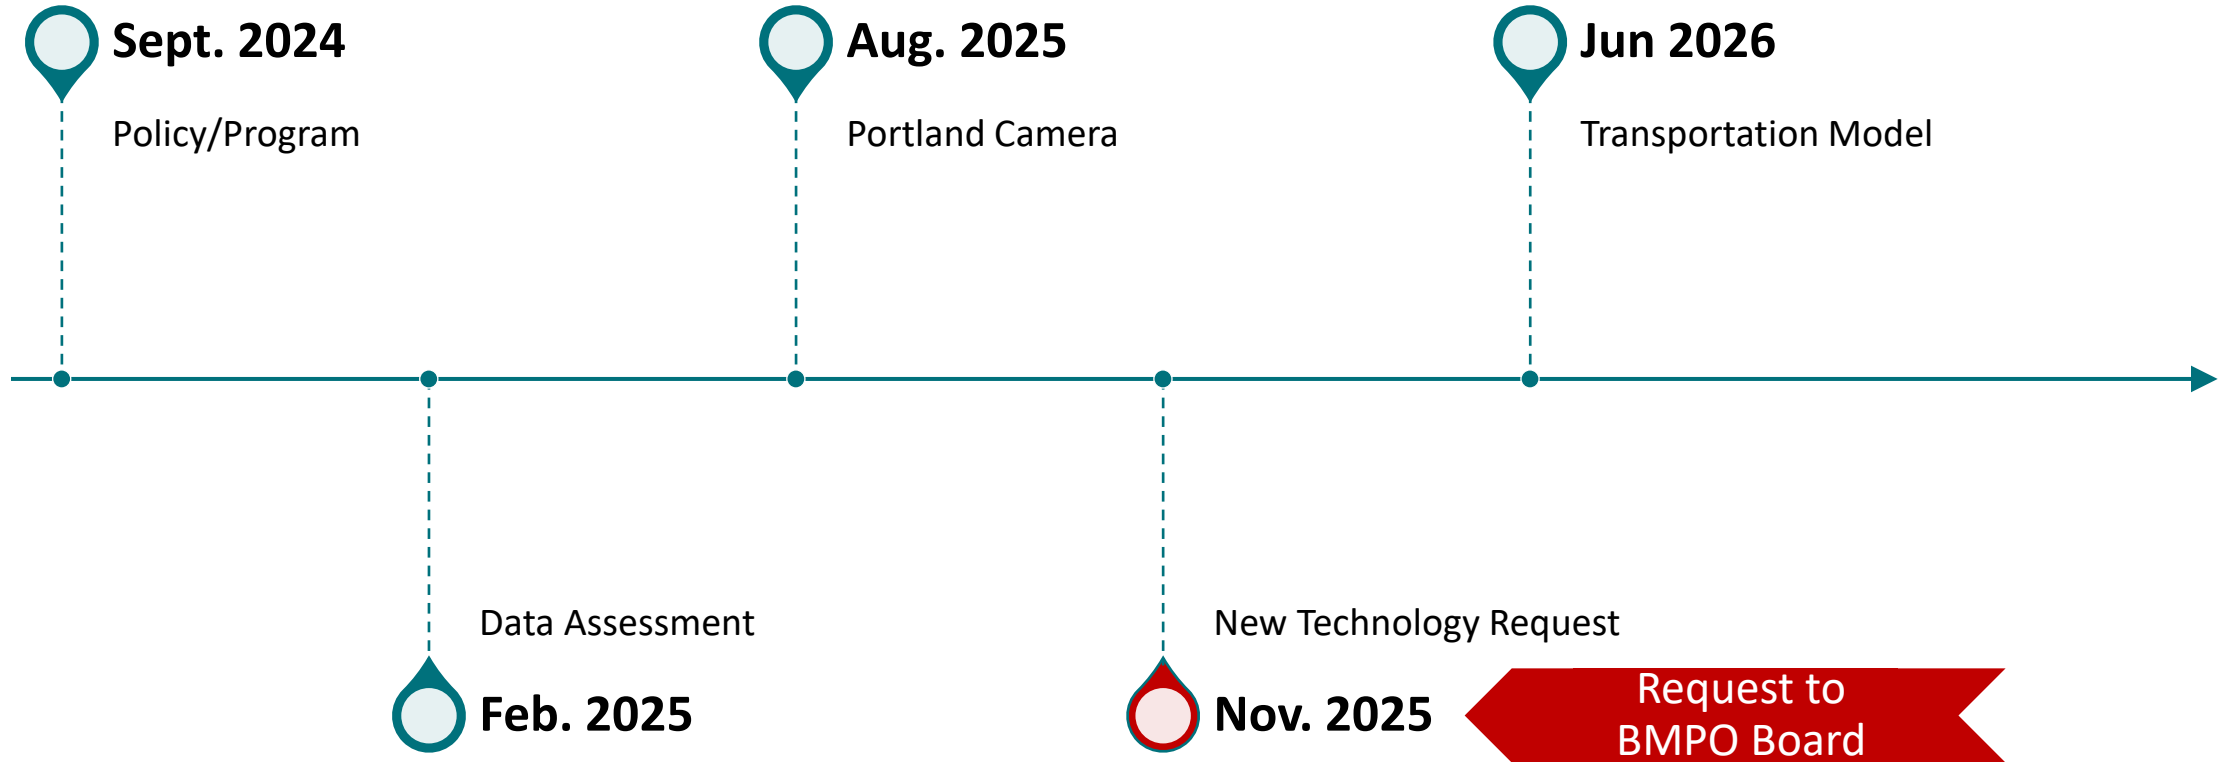 Sept. 2024
Policy/Program
Aug. 2025
Portland Camera
Jun 2026
Transportation Model
Data Assessment
Feb. 2025
New Technology Request
Nov. 2025
Request to
BMPO Board